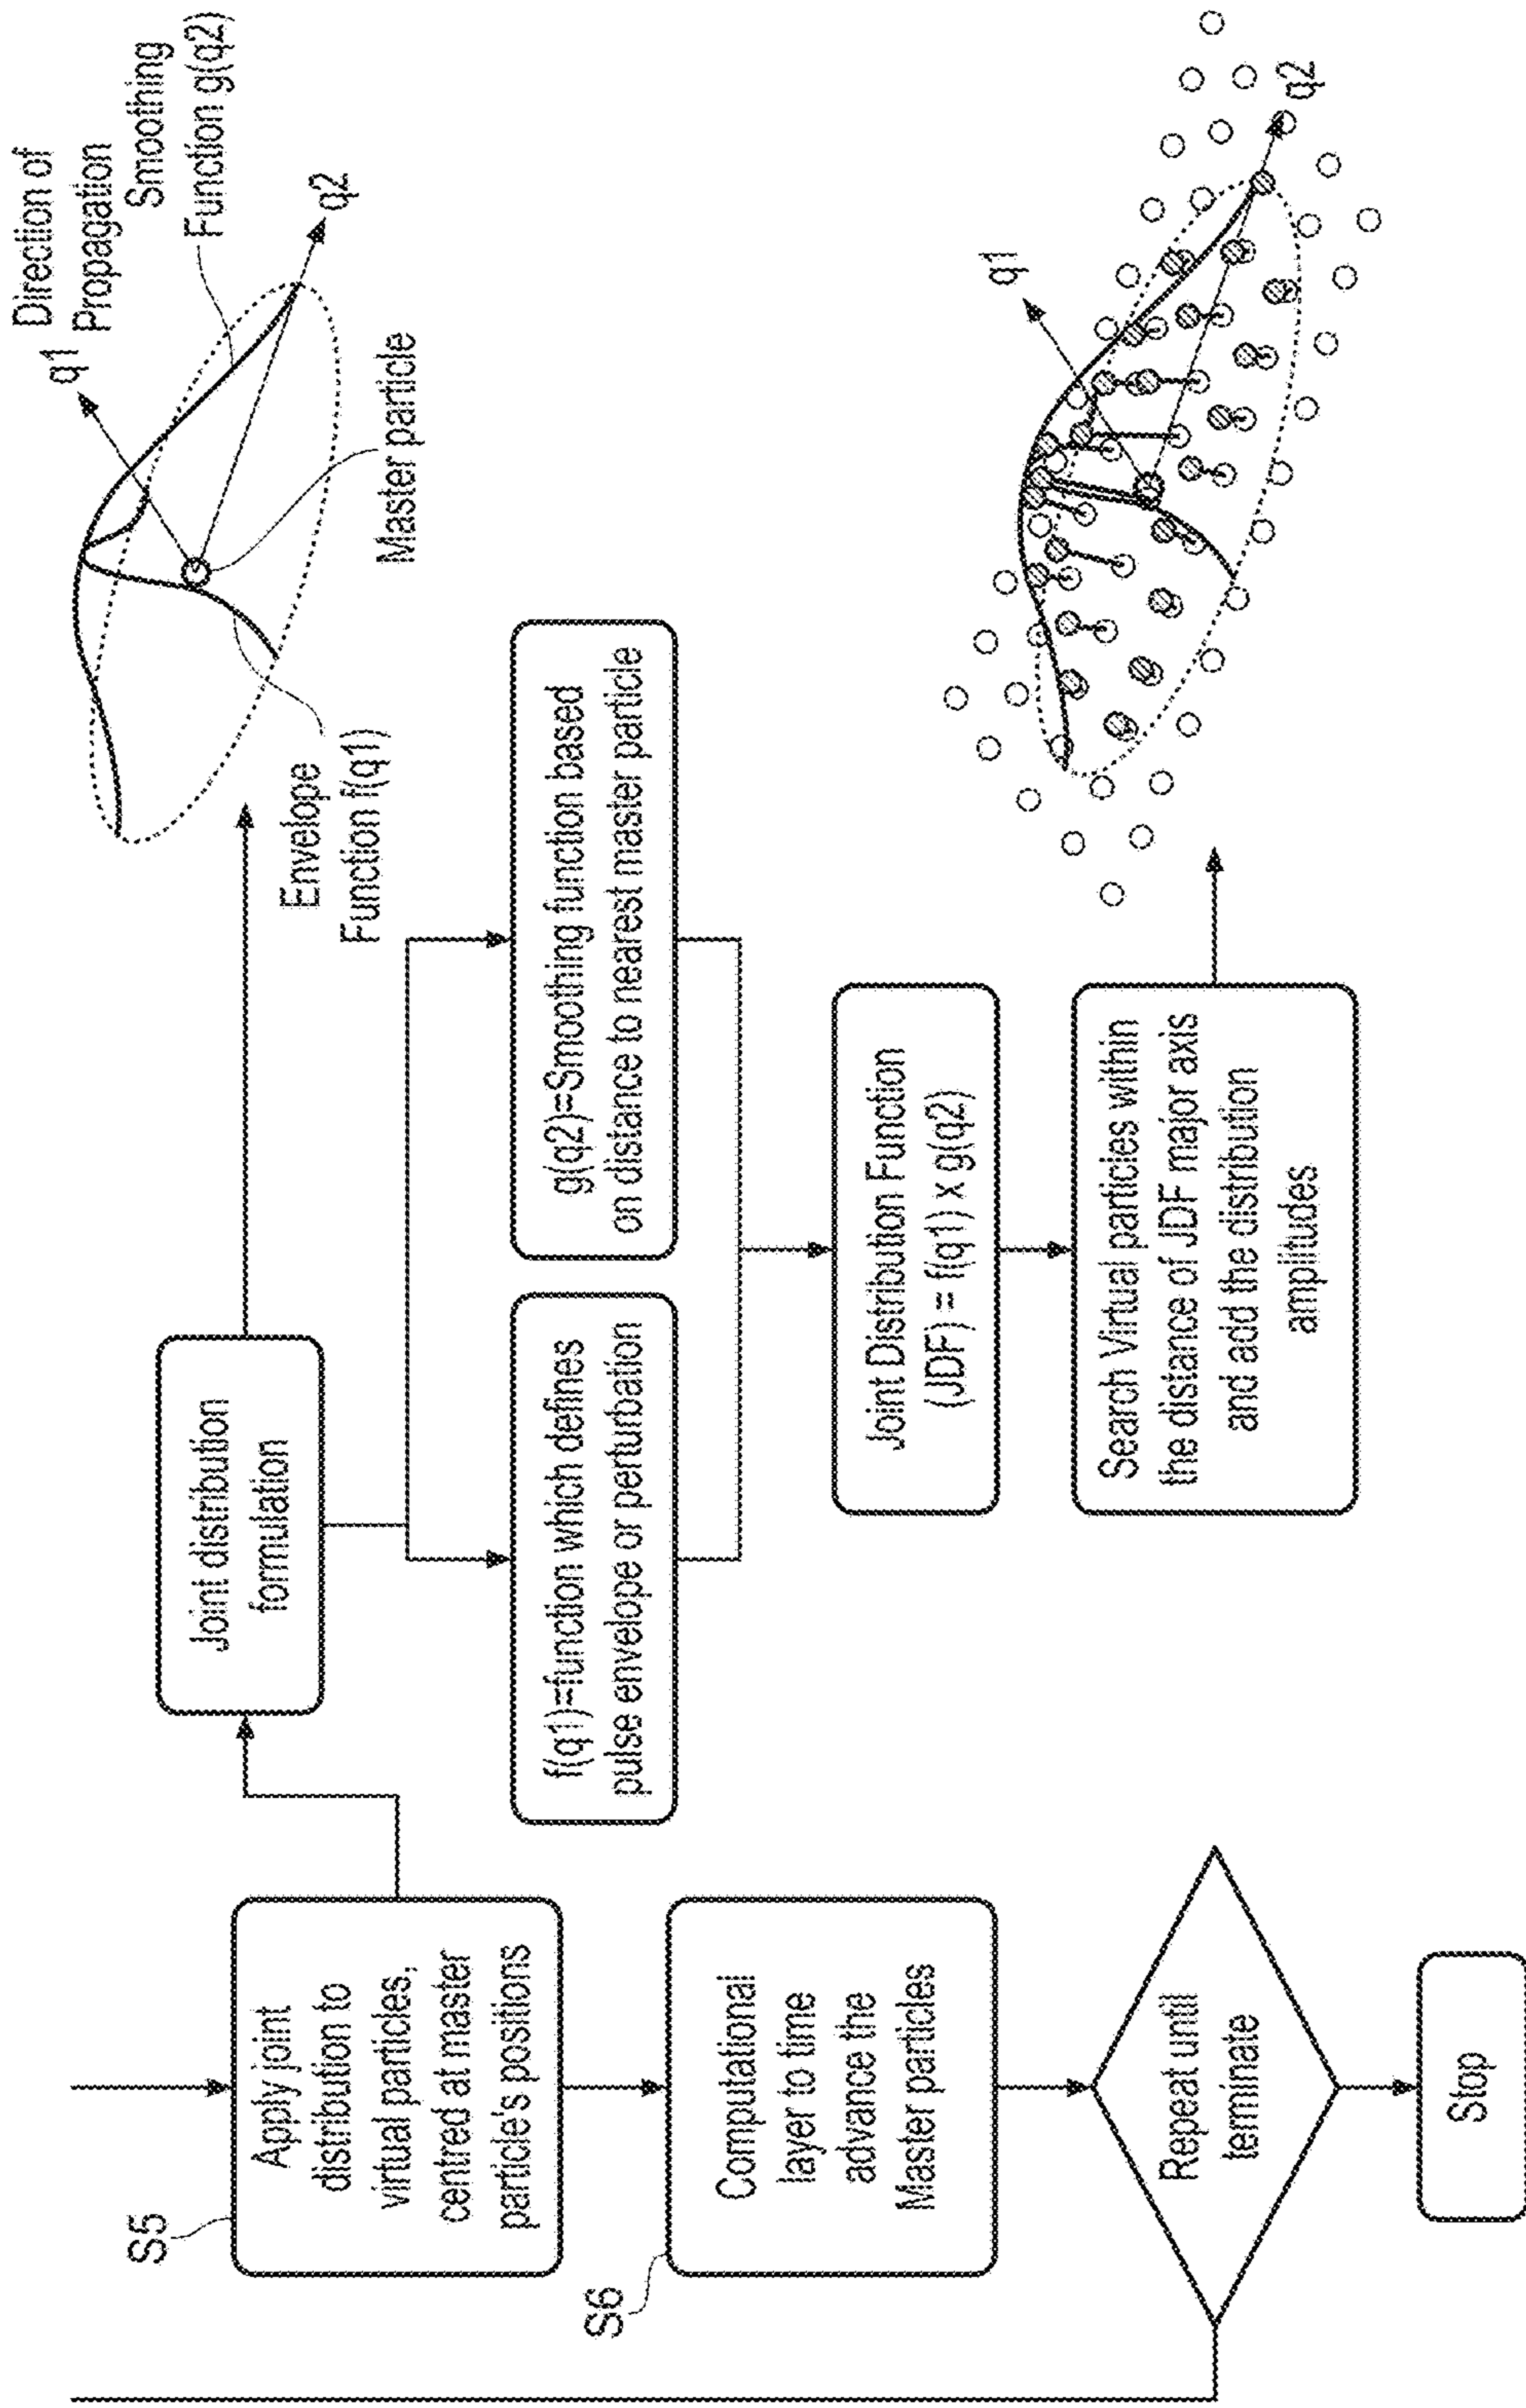 S5
Apply joint
distribution to
virtual particles,
centred at master
particle's positions
S6
Computational
layer to time
advance the
Master particles
Repeat until
terminate
Stop
Joint distribution
formulation
f(q1)=function which defines
pulse envelope or perturbation
g(q2)=Smoothing function based
on distance to nearest master particle
Joint Distribution Function
(JDF) = f(q1) x g(q2)
Search Virtual particles within
the distance of JDF major axis
and add the distribution
amplitudes
Direction of
Propagation
q1
Smoothing
Function g(q2)
q2
Master particle
Envelope
Function f(q1)
q1
q2